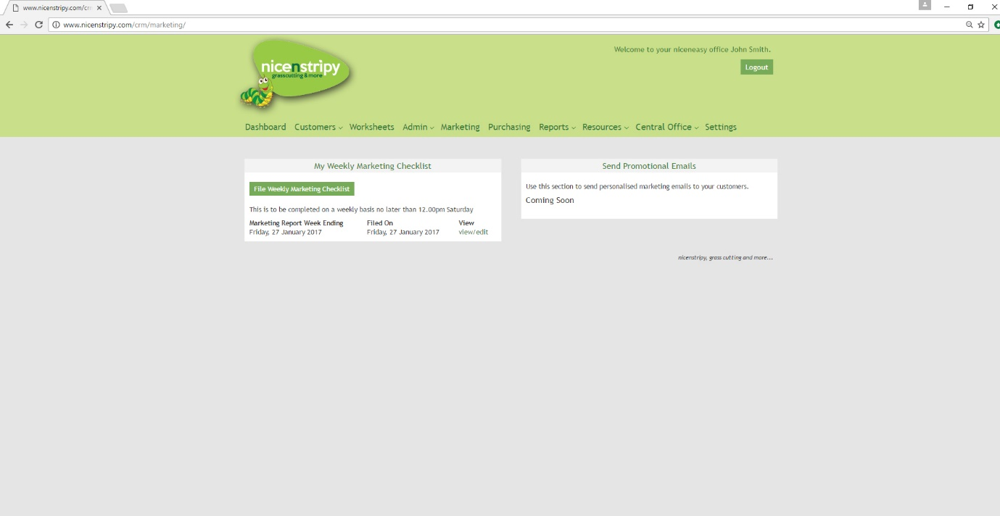 www.nicenstripy.com/crm
www.nicenstripy.com/crm/marketing/
nicenstripy
grasscutting & more
Welcome to your niceneasy office John Smith.
Logout
Dashboard Customers Worksheets Admin Marketing Purchasing Reports Resources Central Office Settings
My Weekly Marketing Checklist
File Weekly Marketing Checklist
This is to be completed on a weekly basis no later than 12.00pm Saturday
Marketing Report Week Ending Filed On View
Friday, 27 January 2017 Friday, 27 January 2017 view/edit
Send Promotional Emails
Use this section to send personalised marketing emails to your customers.
Coming Soon
nicenstripy, grass cutting and more...